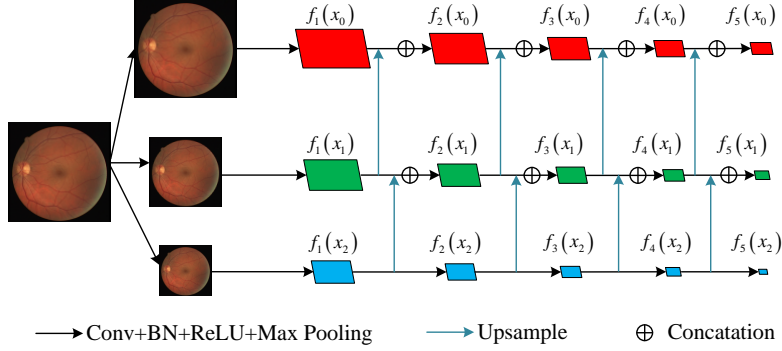 f₁(x₀) f₂(x₀) f₃(x₀) f₄(x₀) f₅(x₀)
f₁(x₁) f₂(x₁) f₃(x₁) f₄(x₁) f₅(x₁)
f₁(x₂) f₂(x₂) f₃(x₂) f₄(x₂) f₅(x₂)
Conv+BN+ReLU+Max Pooling Upsample Concatation